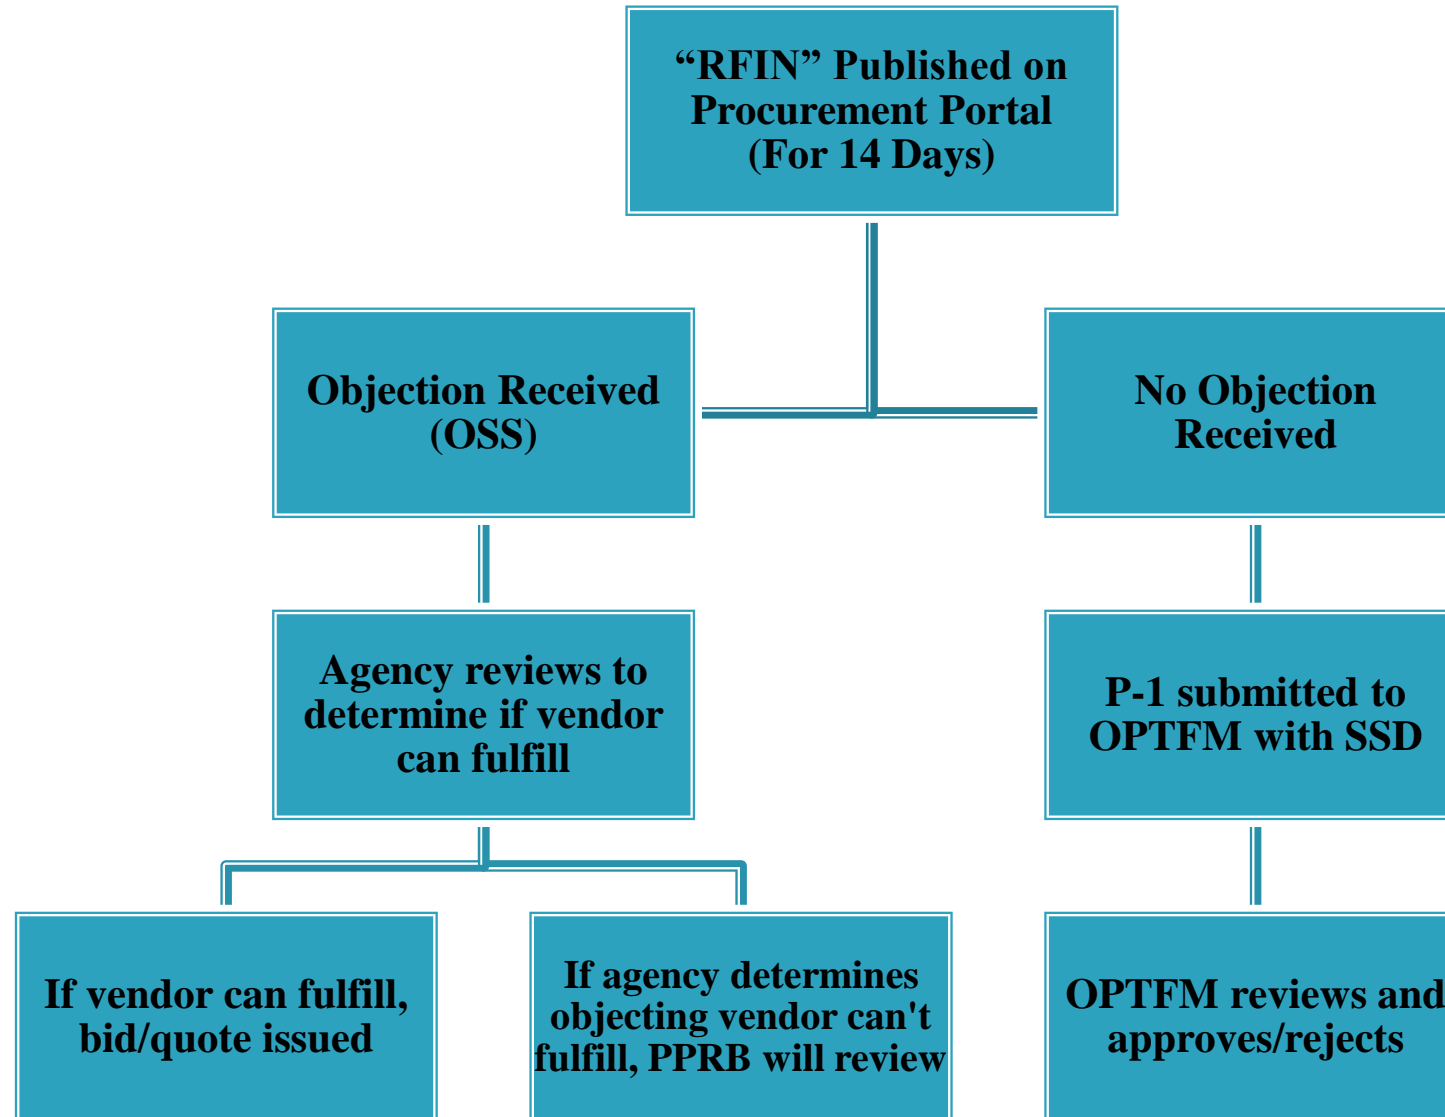 “RFIN” Published on
Procurement Portal
(For 14 Days)
Objection Received
(OSS)
No Objection
Received
Agency reviews to
determine if vendor
can fulfill
P-1 submitted to
OPTFM with SSD
If vendor can fulfill,
bid/quote issued
If agency determines
objecting vendor can't
fulfill, PPRB will review
OPTFM reviews and
approves/rejects